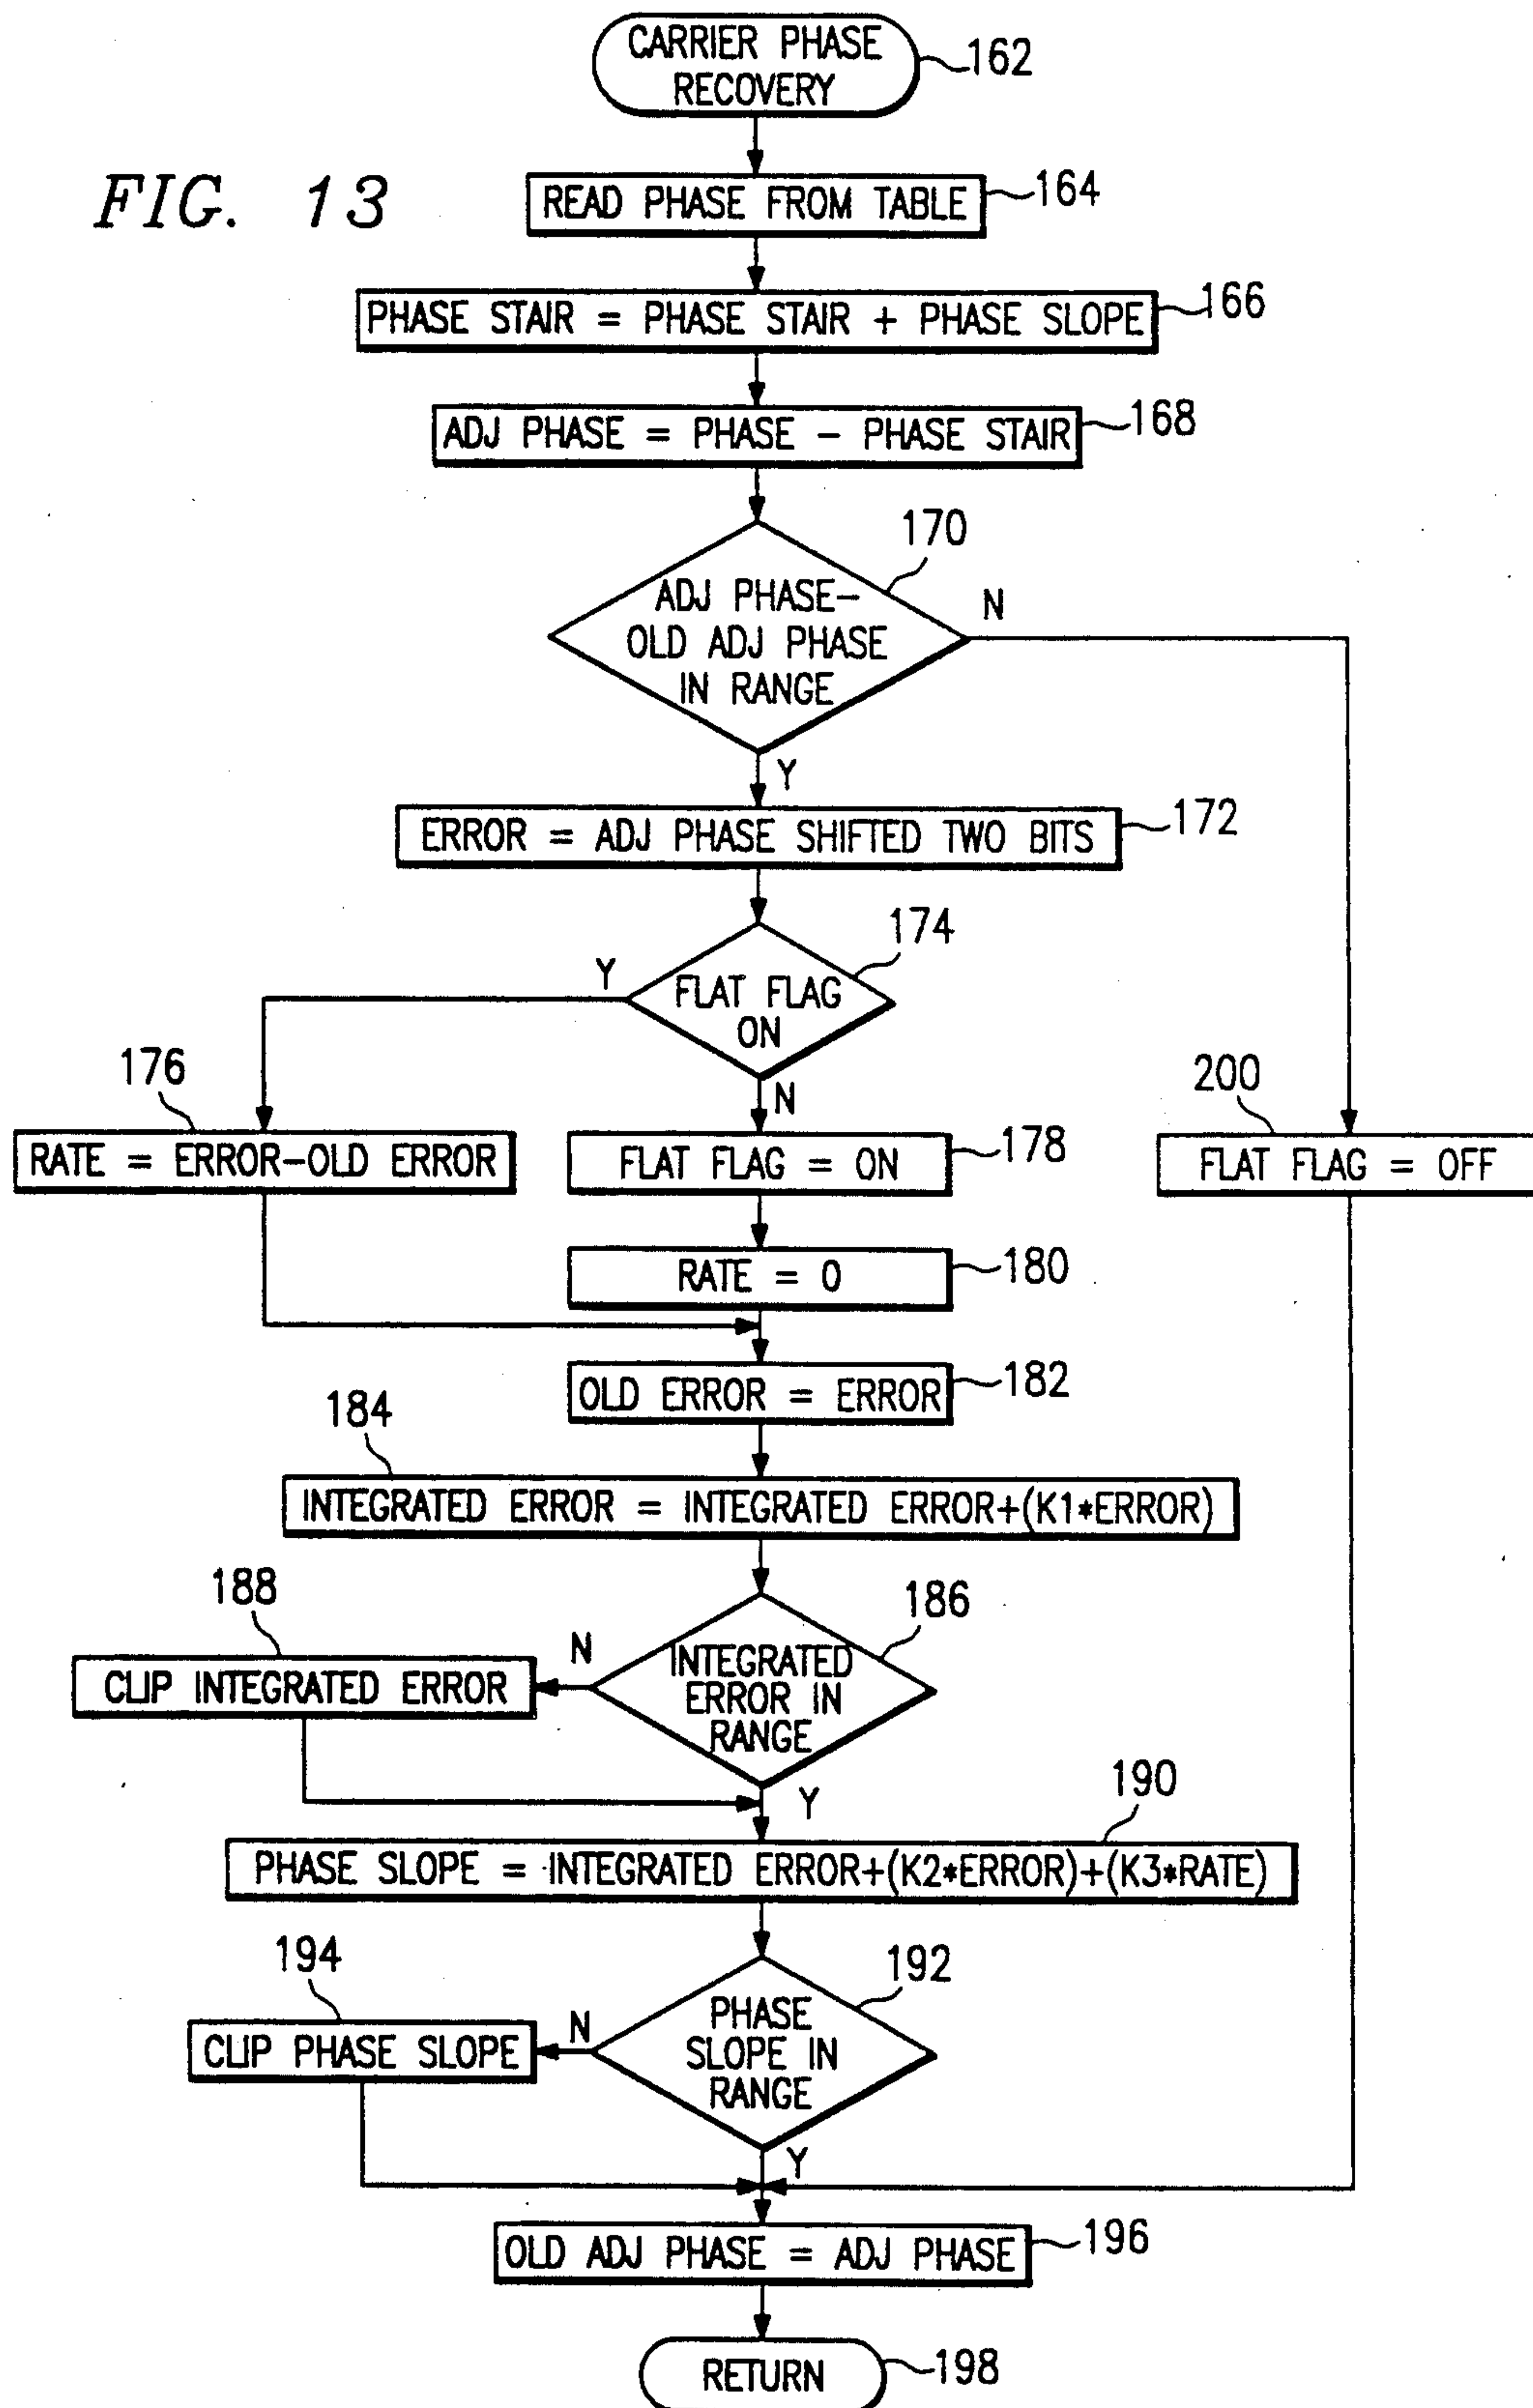 CARRIER PHASE
RECOVERY
162
FIG. 13
READ PHASE FROM TABLE
164
PHASE STAIR = PHASE STAIR + PHASE SLOPE
166
ADJ PHASE = PHASE - PHASE STAIR
168
170
ADJ PHASE-
OLD ADJ PHASE
IN RANGE
N
Y
ERROR = ADJ PHASE SHIFTED TWO BITS
172
174
Y
FLAT FLAG
ON
N
176
200
RATE = ERROR-OLD ERROR
FLAT FLAG = ON
178
FLAT FLAG = OFF
RATE = 0
180
OLD ERROR = ERROR
182
184
INTEGRATED ERROR = INTEGRATED ERROR+(K1*ERROR)
188
186
N
INTEGRATED
ERROR IN
RANGE
CLIP INTEGRATED ERROR
Y
190
PHASE SLOPE = INTEGRATED ERROR+(K2*ERROR)+(K3*RATE)
194
192
N
PHASE
SLOPE IN
RANGE
CLIP PHASE SLOPE
Y
OLD ADJ PHASE = ADJ PHASE
196
RETURN
198